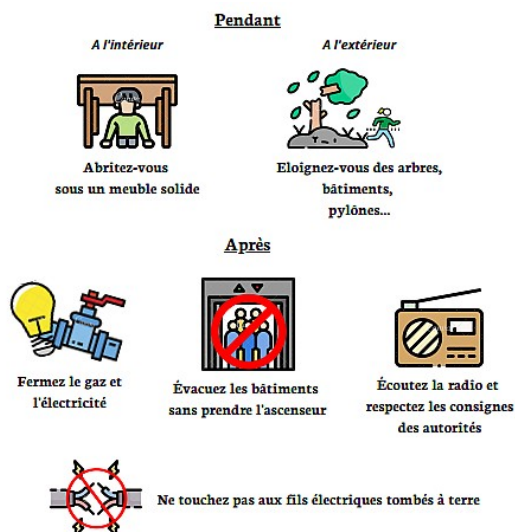 Pendant
A l'intérieur
A l'extérieur
Abritez-vous
sous un meuble solide
Eloignez-vous des arbres,
bâtiments,
pylônes...
Après
Fermez le gaz et
l'électricité
Évacuez les bâtiments
sans prendre l'ascenseur
Écoutez la radio et
respectez les consignes
des autorités
Ne touchez pas aux fils électriques tombés à terre